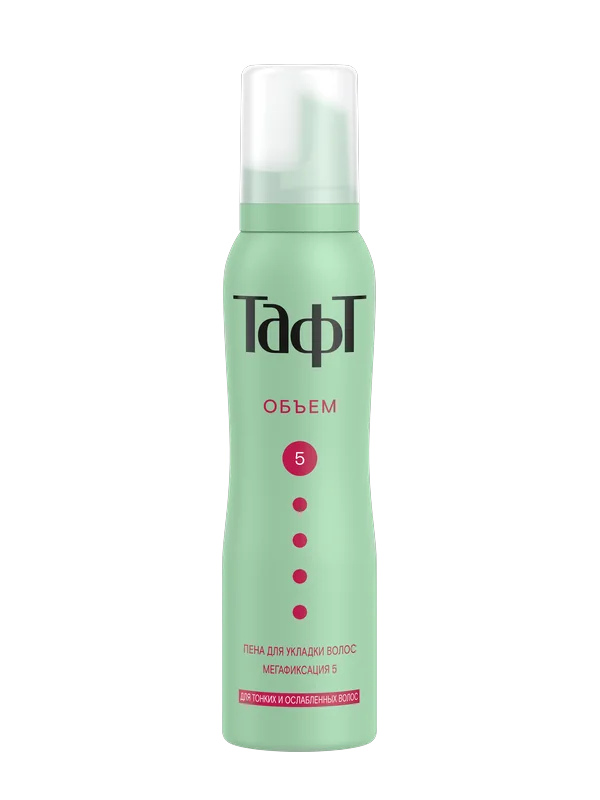 Тафт
ОБЪЕМ
5
ПЕНА ДЛЯ УКЛАДКИ ВОЛОС
МЕГАФИКСАЦИЯ 5
ДЛЯ ТОНКИХ И ОСЛАБЛЕННЫХ ВОЛОС